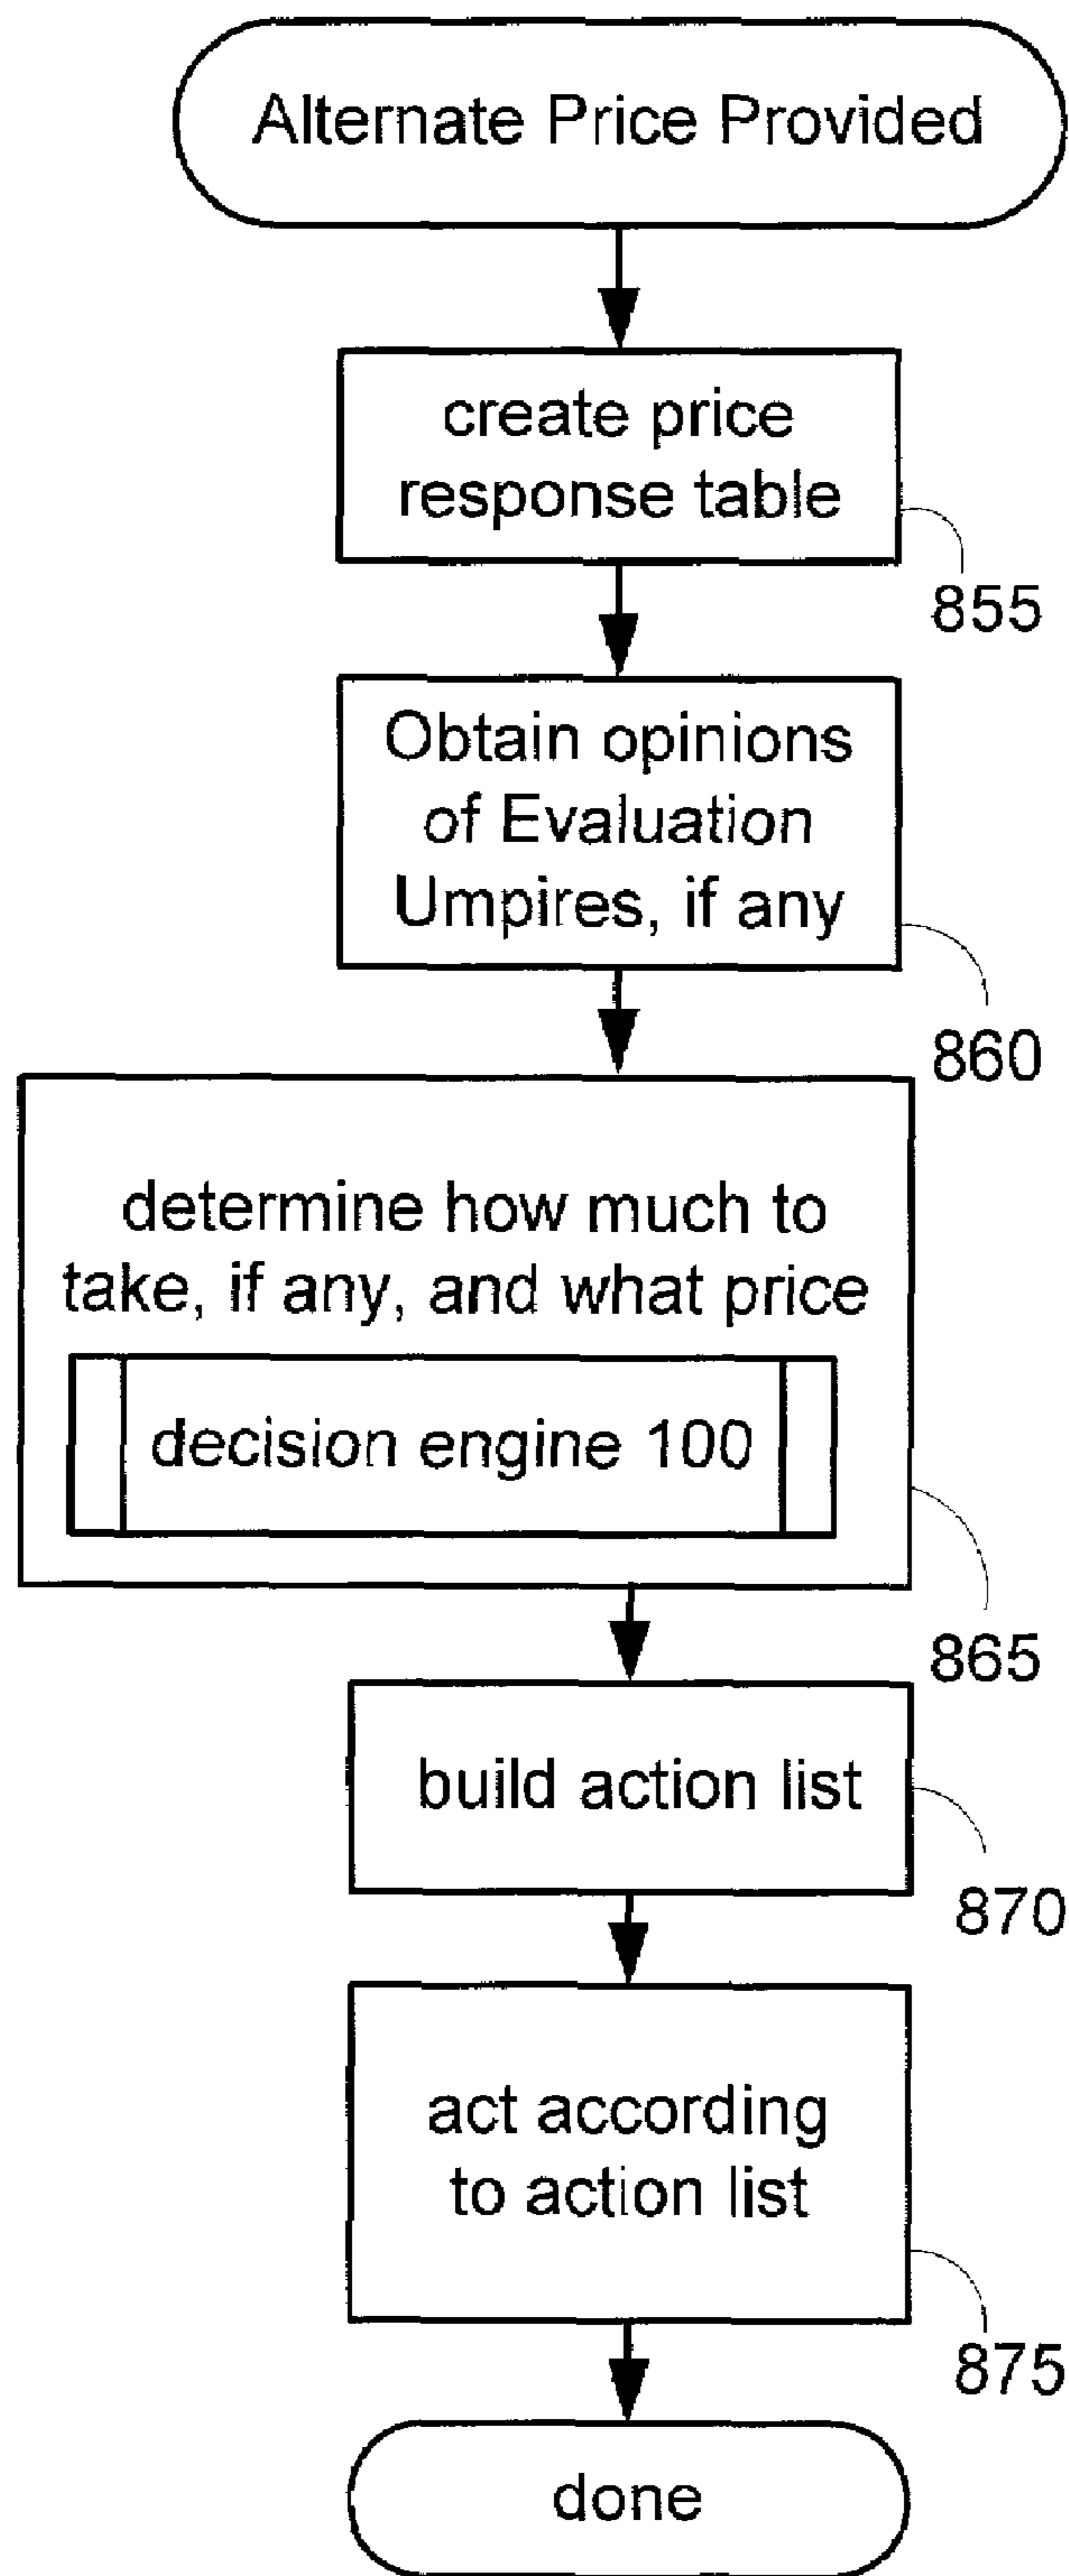 Alternate Price Provided
create price
response table
855
Obtain opinions
of Evaluation
Umpires, if any
860
determine how much to
take, if any, and what price
decision engine 100
865
build action list
870
act according
to action list
875
done